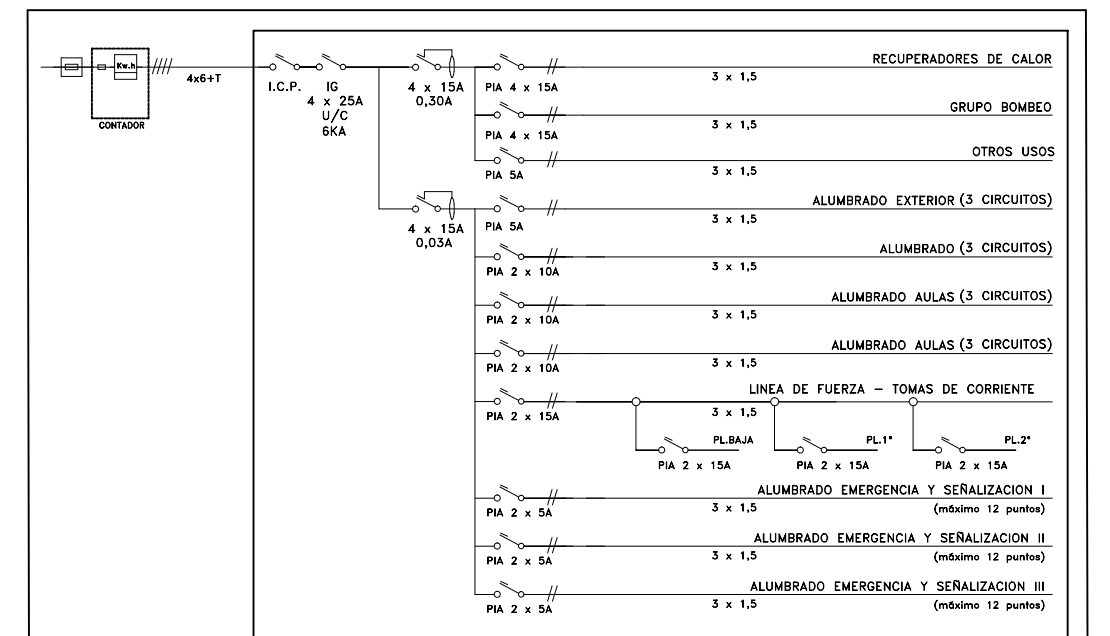 Kw.h
CONTADOR
4x6+T
I.C.P.
IG
4 x 25A
U/C
6KA
4 x 15A
0,30A
PIA 4 x 15A
3 x 1,5
RECUPERADORES DE CALOR
PIA 4 x 15A
3 x 1,5
GRUPO BOMBEO
PIA 5A
3 x 1,5
OTROS USOS
4 x 15A
0,03A
PIA 5A
3 x 1,5
ALUMBRADO EXTERIOR (3 CIRCUITOS)
PIA 2 x 10A
3 x 1,5
ALUMBRADO (3 CIRCUITOS)
PIA 2 x 10A
3 x 1,5
ALUMBRADO AULAS (3 CIRCUITOS)
PIA 2 x 10A
3 x 1,5
ALUMBRADO AULAS (3 CIRCUITOS)
PIA 2 x 15A
3 x 1,5
LINEA DE FUERZA – TOMAS DE CORRIENTE
PL.BAJA
PIA 2 x 15A
PL.1ª
PIA 2 x 15A
PL.2ª
PIA 2 x 15A
PIA 2 x 5A
3 x 1,5
ALUMBRADO EMERGENCIA Y SEÑALIZACION I
(máximo 12 puntos)
PIA 2 x 5A
3 x 1,5
ALUMBRADO EMERGENCIA Y SEÑALIZACION II
(máximo 12 puntos)
PIA 2 x 5A
3 x 1,5
ALUMBRADO EMERGENCIA Y SEÑALIZACION III
(máximo 12 puntos)